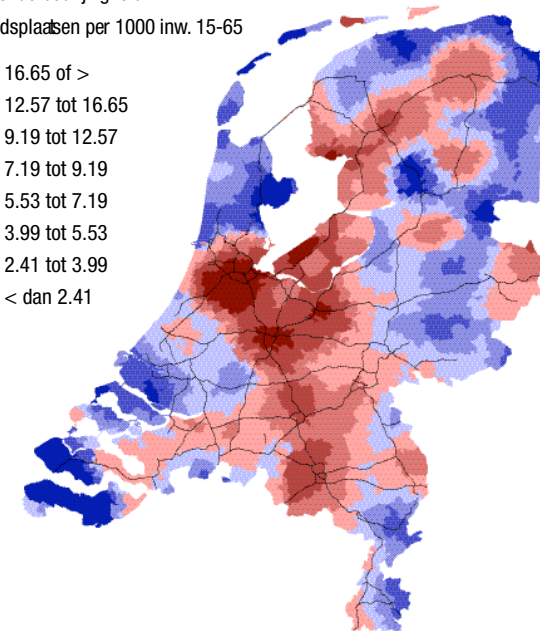 dsplaatsen per 1000 inw. 15-65
16.65 of >
12.57 tot 16.65
9.19 tot 12.57
7.19 tot 9.19
5.53 tot 7.19
3.99 tot 5.53
2.41 tot 3.99
< dan 2.41